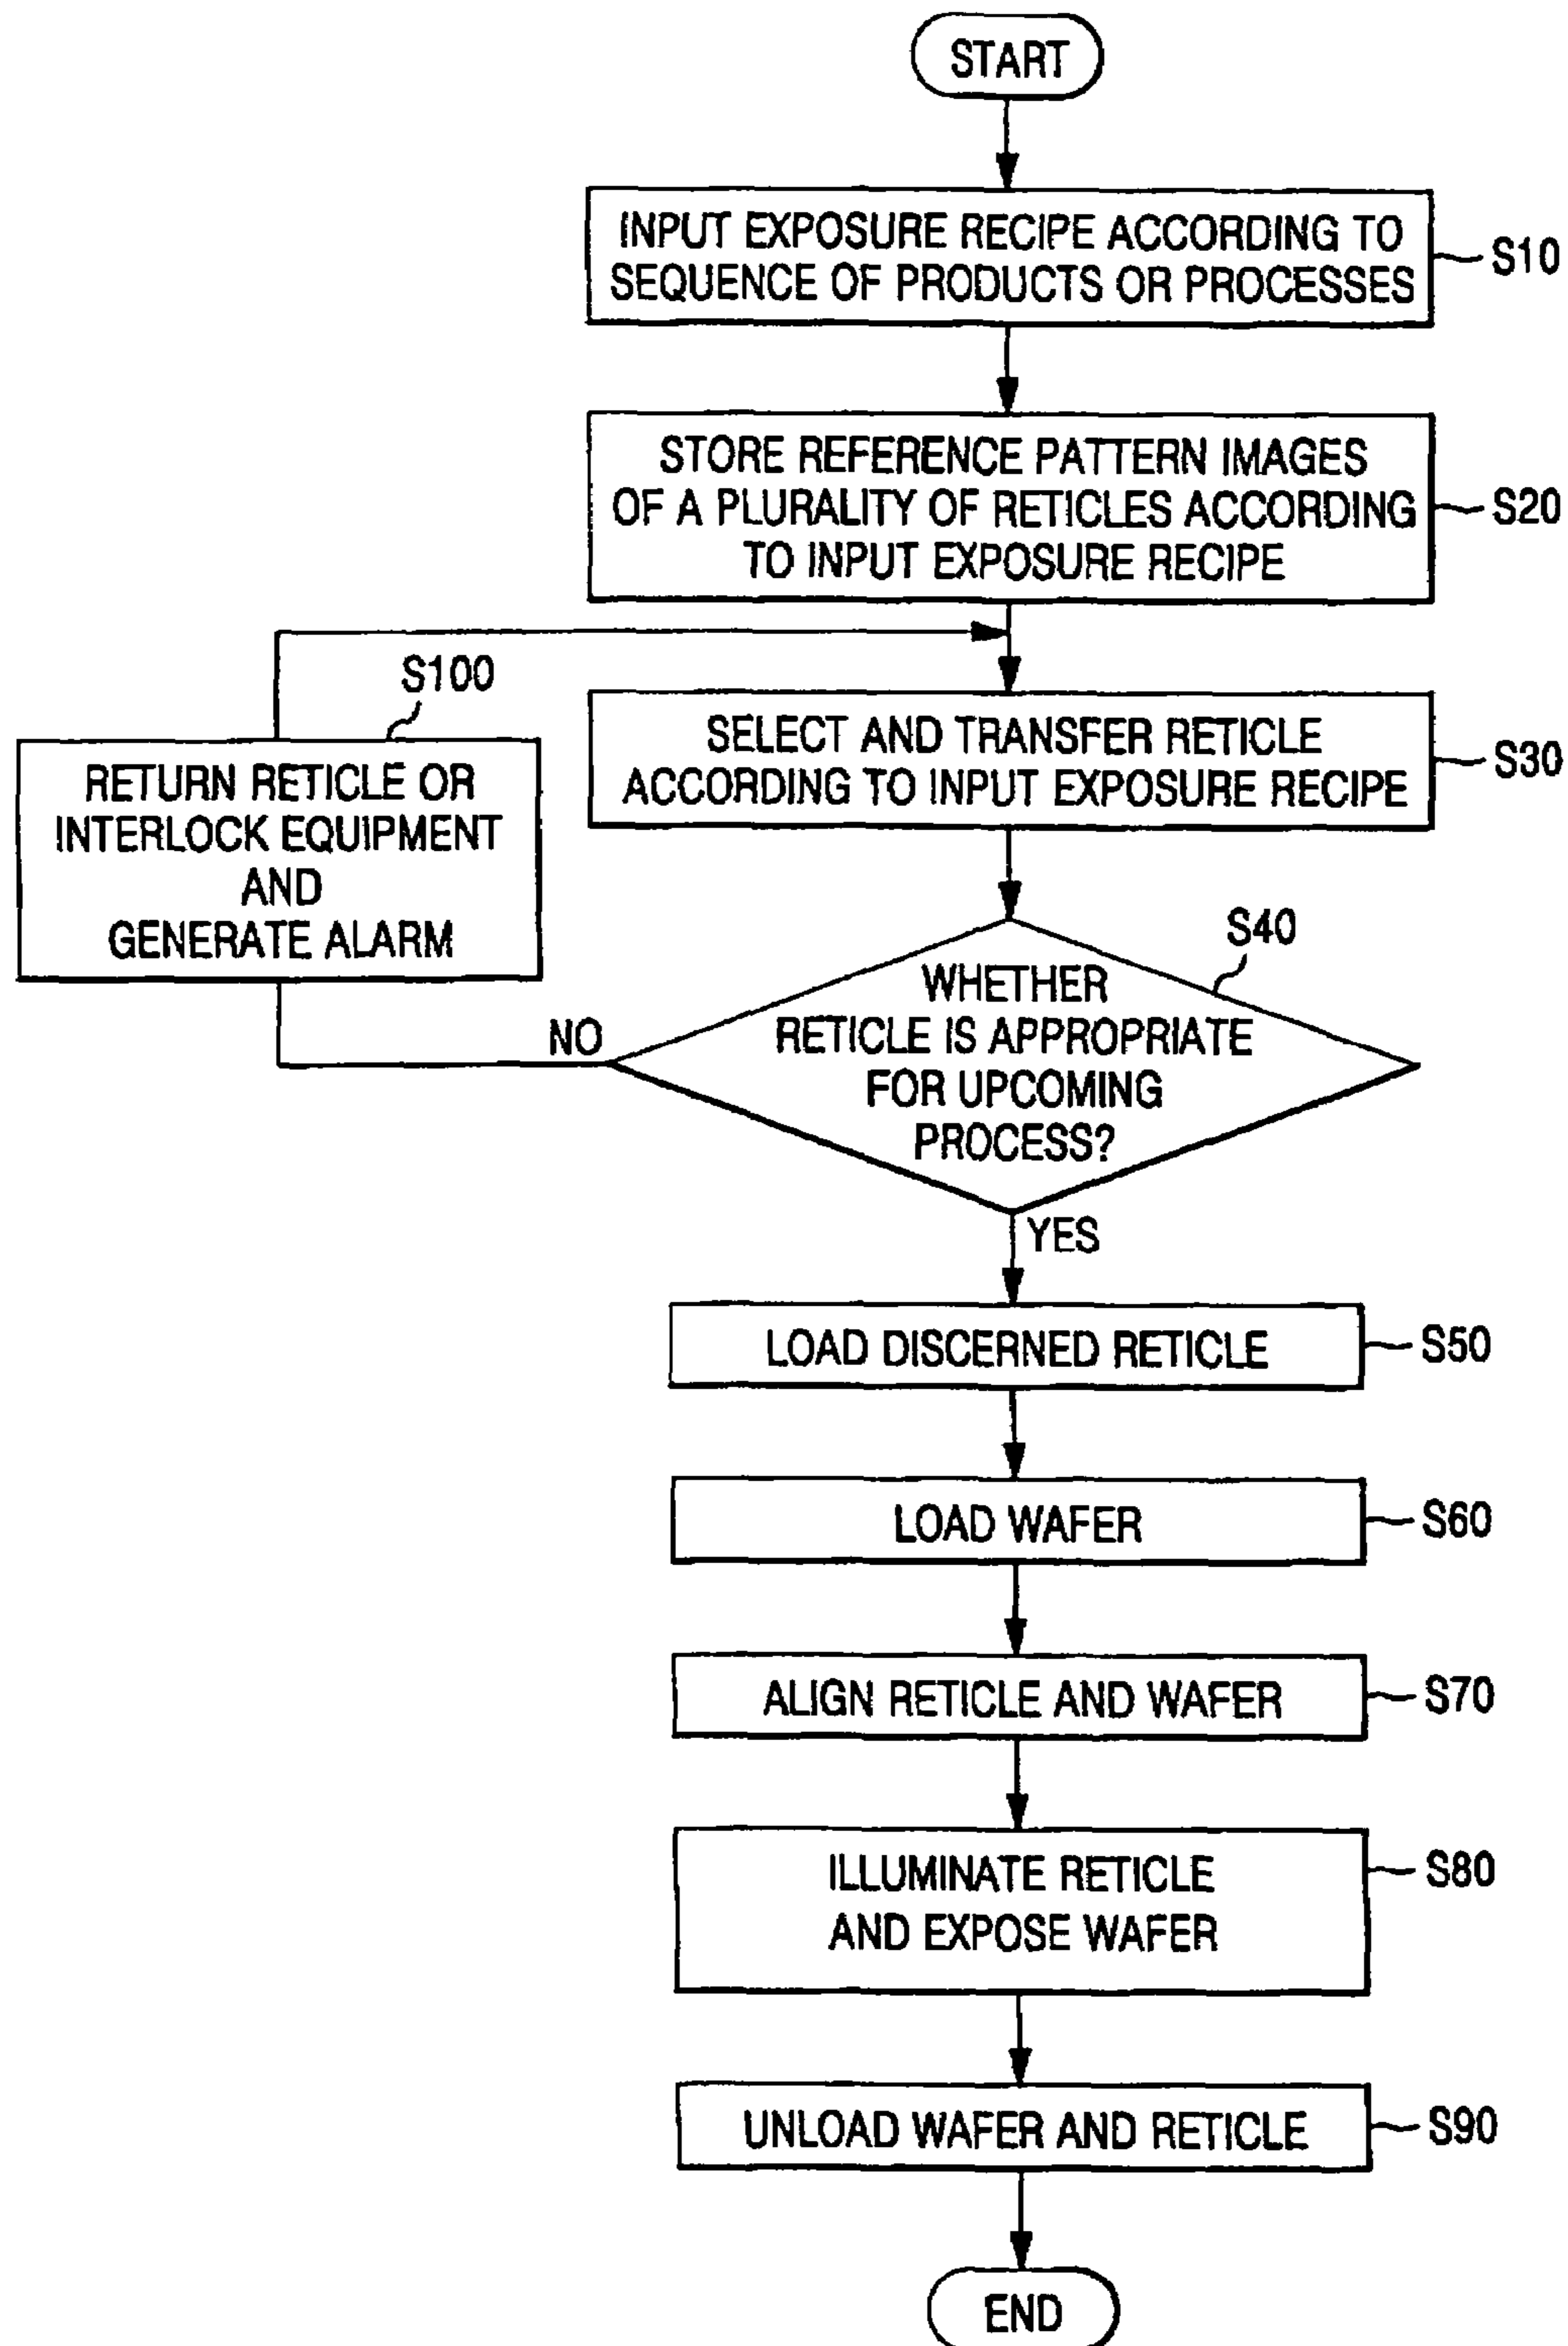 START
INPUT EXPOSURE RECIPE ACCORDING TO
SEQUENCE OF PRODUCTS OR PROCESSES
S10
STORE REFERENCE PATTERN IMAGES
OF A PLURALITY OF RETICLES ACCORDING
TO INPUT EXPOSURE RECIPE
S20
S100
RETURN RETICLE OR
INTERLOCK EQUIPMENT
AND
GENERATE ALARM
SELECT AND TRANSFER RETICLE
ACCORDING TO INPUT EXPOSURE RECIPE
S30
S40
WHETHER
RETICLE IS APPROPRIATE
FOR UPCOMING
PROCESS?
NO
YES
LOAD DISCERNED RETICLE
S50
LOAD WAFER
S60
ALIGN RETICLE AND WAFER
S70
ILLUMINATE RETICLE
AND EXPOSE WAFER
S80
UNLOAD WAFER AND RETICLE
S90
END